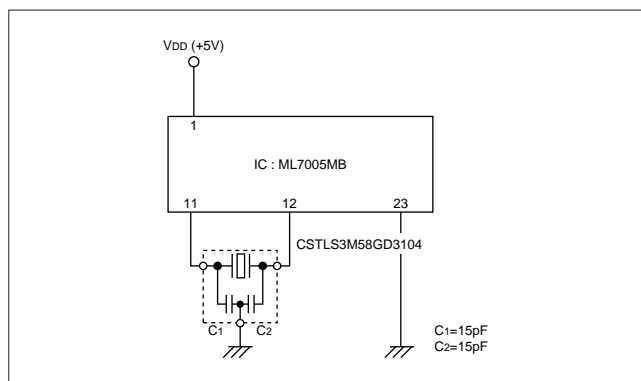 VDD (+5V)
1
IC : ML7005MB
11
12
23
CSTLS3M58GD3104
C1
C2
C1=15pF
C2=15pF